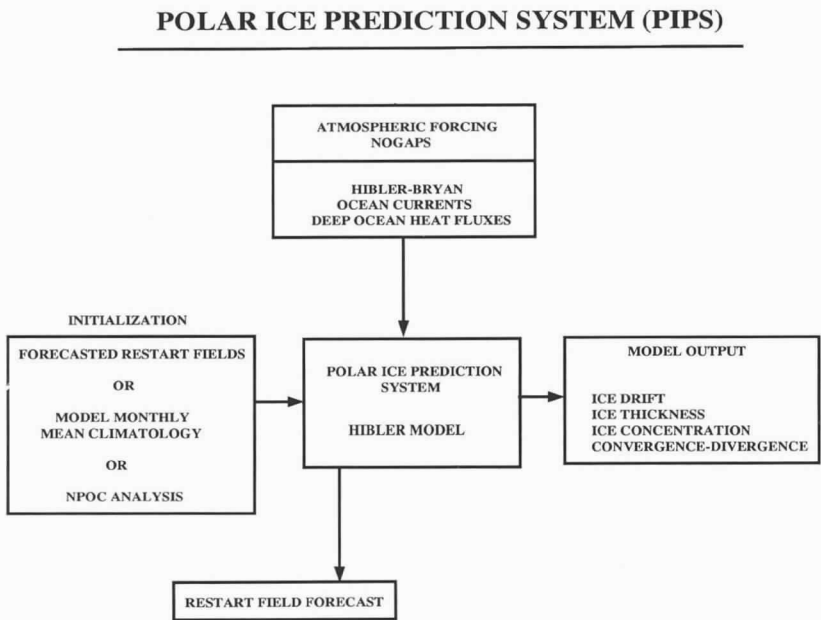 POLAR ICE PREDICTION SYSTEM (PIPS)
ATMOSPHERIC FORCING
NOGAPS
HIBLER-BRYAN
OCEAN CURRENTS
DEEP OCEAN HEAT FLUXES
INITIALIZATION
FORECASTED RESTART FIELDS
OR
MODEL MONTHLY
MEAN CLIMATOLOGY
OR
NPOC ANALYSIS
POLAR ICE PREDICTION
SYSTEM
HIBLER MODEL
MODEL OUTPUT
ICE DRIFT
ICE THICKNESS
ICE CONCENTRATION
CONVERGENCE-DIVERGENCE
RESTART FIELD FORECAST